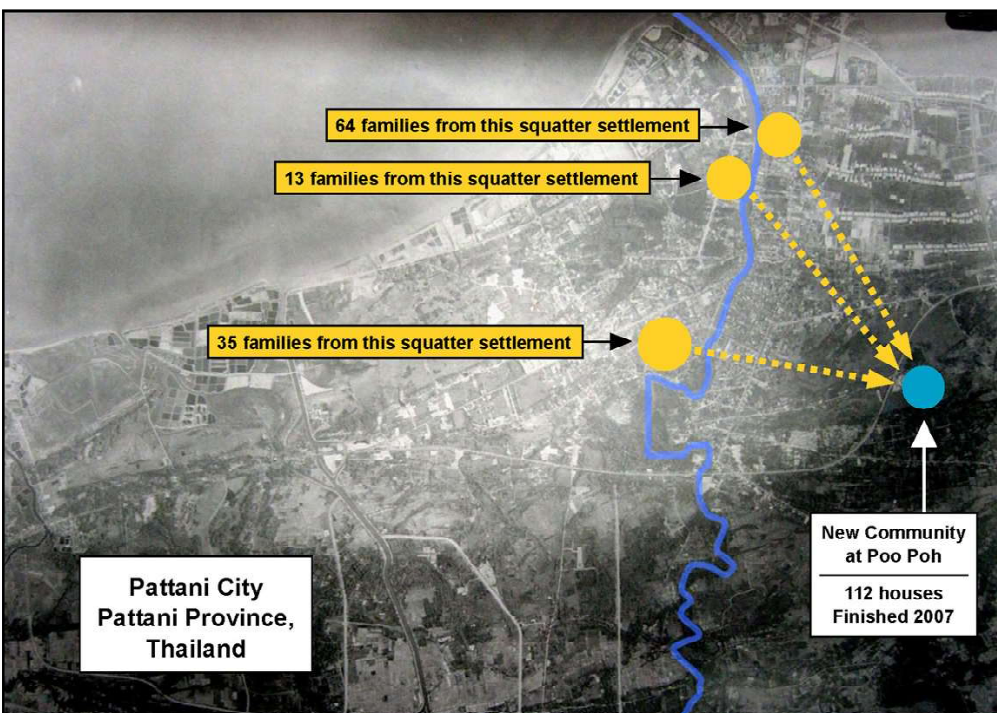 64 families from this squatter settlement
13 families from this squatter settlement
35 families from this squatter settlement
New Community
at Poo Poh
112 houses
Finished 2007
Pattani City
Pattani Province,
Thailand